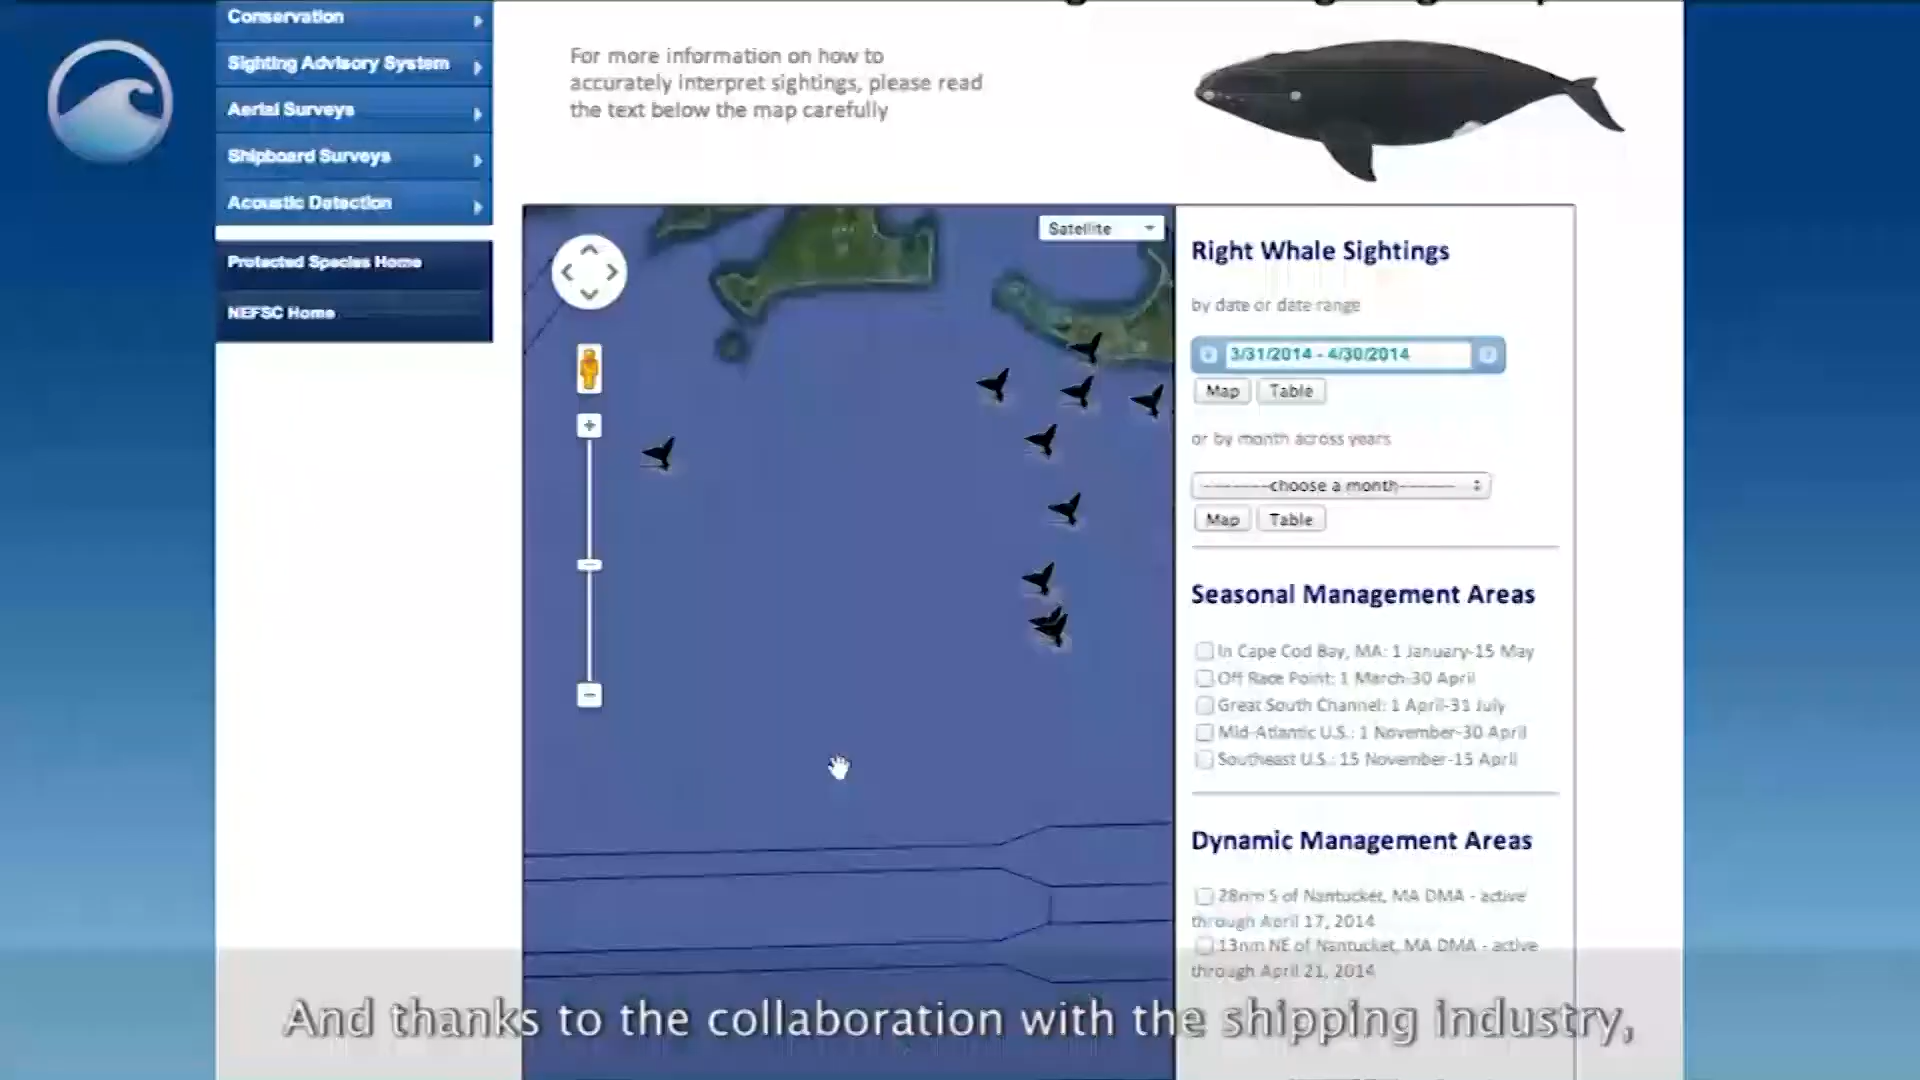 Conservation
Sighting Advisory System
Aerial Surveys
Shipboard Surveys
Acoustic Detection
Protected Species Home
NEFSC Home
For more information on how to
accurately interpret sightings, please read
the text below the map carefully
Satellite
Right Whale Sightings
by date or date range
3/31/2014 - 4/30/2014
Map Table
or by month across years
----------choose a month--------
Map Table
Seasonal Management Areas
In Cape Cod Bay, MA: 1 January-15 May
Off Race Point: 1 March-30 April
Great South Channel: 1 April-31 July
Mid-Atlantic U.S.: 1 November-30 April
Southeast U.S.: 15 November-15 April
Dynamic Management Areas
28nm S of Nantucket, MA DMA - active
through April 17, 2014
13nm NE of Nantucket, MA DMA - active
through April 21, 2014
And thanks to the collaboration with the shipping industry,